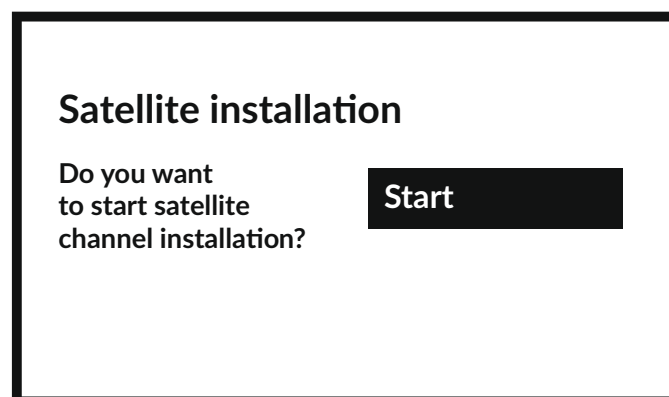 Satellite installation
Do you want
to start satellite
channel installation?
Start